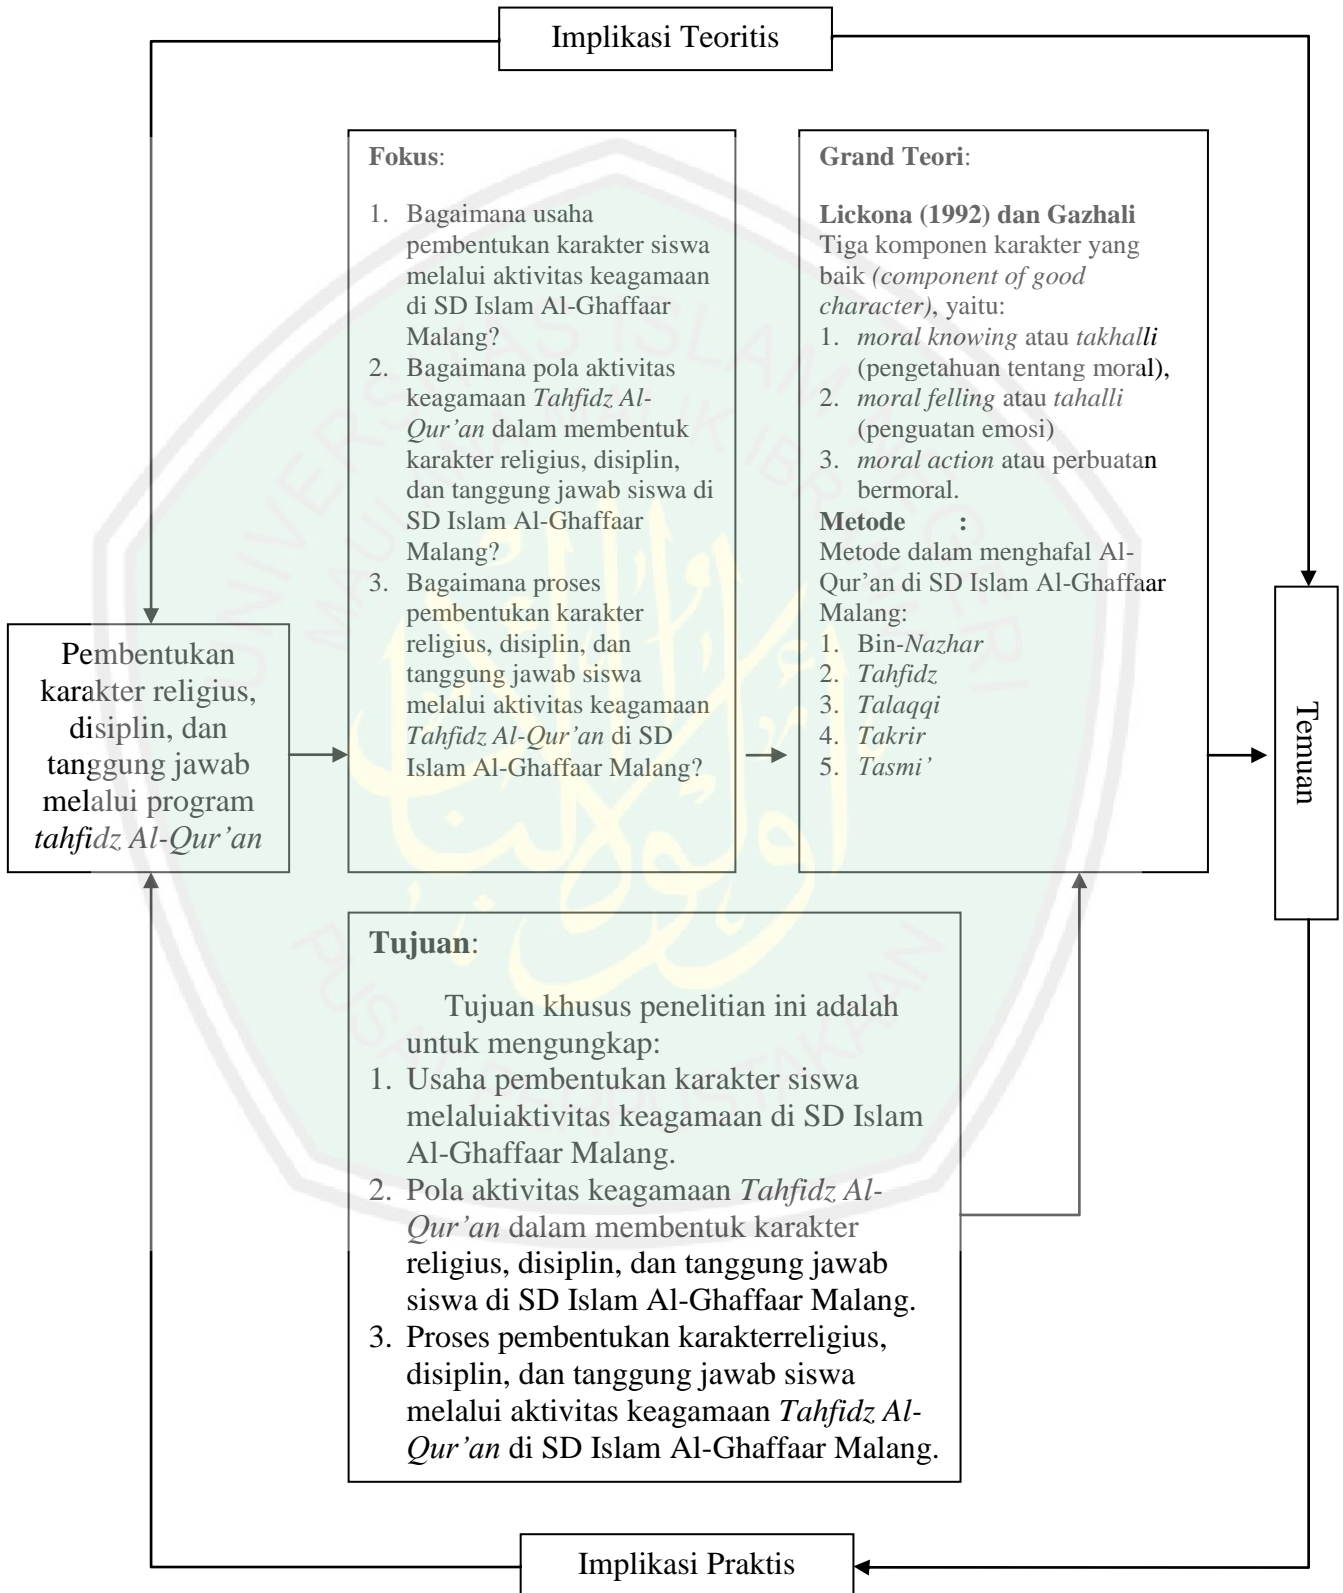 Implikasi Teoritis
Fokus:
1. Bagaimana usaha
pembentukan karakter siswa
melalui aktivitas keagamaan
di SD Islam Al-Ghaffaar
Malang?
2. Bagaimana pola aktivitas
keagamaan Tahfidz Al-
Qur’an dalam membentuk
karakter religius, disiplin,
dan tanggung jawab siswa di
SD Islam Al-Ghaffaar
Malang?
3. Bagaimana proses
pembentukan karakter
religius, disiplin, dan
tanggung jawab siswa
melalui aktivitas keagamaan
Tahfidz Al-Qur’an di SD
Islam Al-Ghaffaar Malang?
Grand Teori:
Lickona (1992) dan Gazhali
Tiga komponen karakter yang
baik (component of good
character), yaitu:
1. moral knowing atau takhalli
(pengetahuan tentang moral),
2. moral felling atau tahalli
(penguatan emosi)
3. moral action atau perbuatan
bermoral.
Metode :
Metode dalam menghafal Al-
Qur’an di SD Islam Al-Ghaffaar
Malang:
1. Bin-Nazhar
2. Tahfidz
3. Talaqqi
4. Takrir
5. Tasmi’
Pembentukan
karakter religius,
disiplin, dan
tanggung jawab
melalui program
tahfidz Al-Qur’an
Temuan
Tujuan:
Tujuan khusus penelitian ini adalah
untuk mengungkap:
1. Usaha pembentukan karakter siswa
melaluiaktivitas keagamaan di SD Islam
Al-Ghaffaar Malang.
2. Pola aktivitas keagamaan Tahfidz Al-
Qur’an dalam membentuk karakter
religius, disiplin, dan tanggung jawab
siswa di SD Islam Al-Ghaffaar Malang.
3. Proses pembentukan karakterreligius,
disiplin, dan tanggung jawab siswa
melalui aktivitas keagamaan Tahfidz Al-
Qur’an di SD Islam Al-Ghaffaar Malang.
Implikasi Praktis
UNIVERSITAS ISLAM NEGERI
MAULANA MALIK IBRAHIM
PUSAT PERPUSTAKAAN